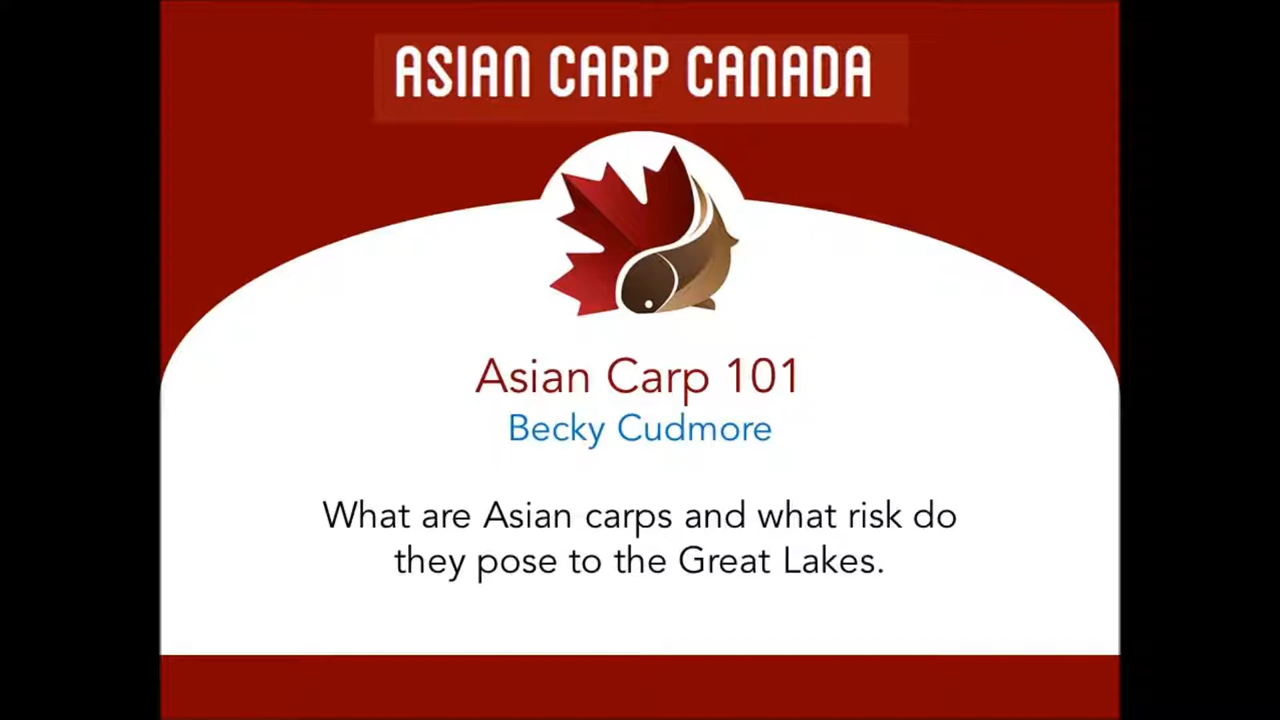 ASIAN CARP CANADA
Asian Carp 101
Becky Cudmore
What are Asian carps and what risk do
they pose to the Great Lakes.